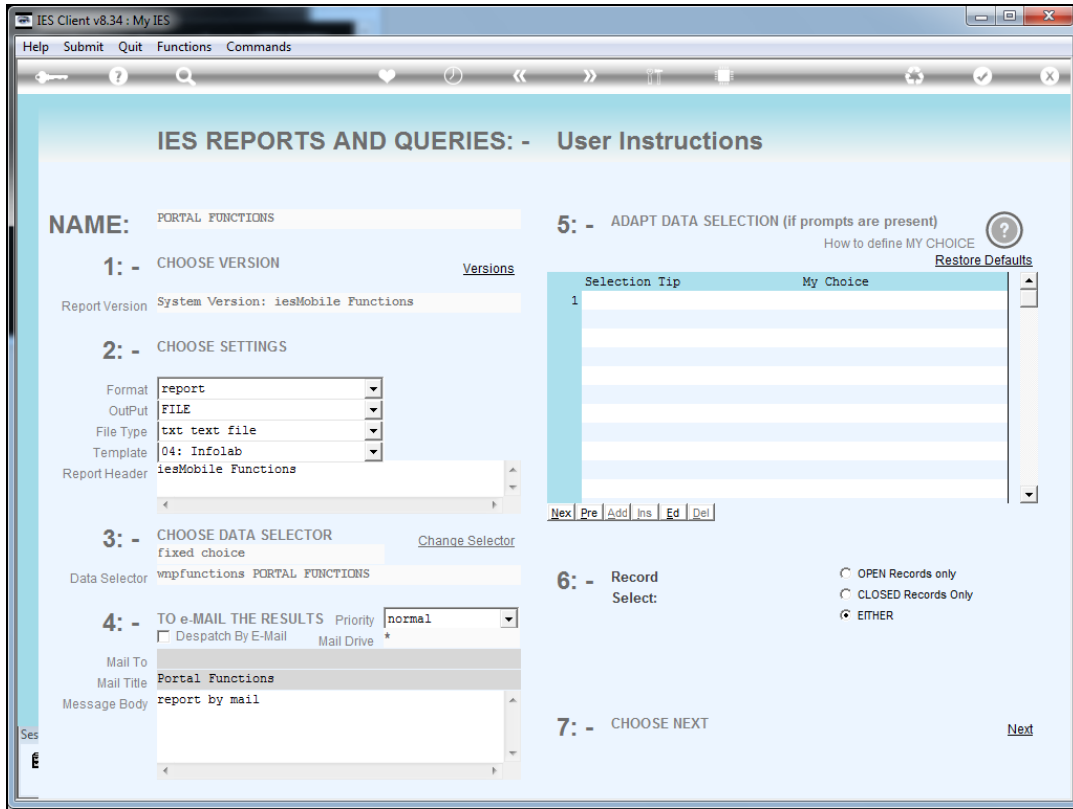 IES Client v8.34 : My IES
Help Submit Quit Functions Commands
IES REPORTS AND QUERIES: - User Instructions
NAME: PORTAL FUNCTIONS
1: - CHOOSE VERSION Versions
Report Version System Version: iesMobile Functions
2: - CHOOSE SETTINGS
Format report
OutPut FILE
File Type txt text file
Template 04: Infolab
Report Header iesMobile Functions
3: - CHOOSE DATA SELECTOR Change Selector
fixed choice
Data Selector wnpfunctions PORTAL FUNCTIONS
4: - TO e-MAIL THE RESULTS Priority normal
Despatch By E-Mail Mail Drive *
Mail To
Mail Title Portal Functions
Message Body report by mail
5: - ADAPT DATA SELECTION (if prompts are present)
How to define MY CHOICE ?
Restore Defaults
Selection Tip My Choice
1
Nex Pre Add Ins Ed Del
6: - Record Select:
OPEN Records only
CLOSED Records Only
EITHER
7: - CHOOSE NEXT Next
Ses